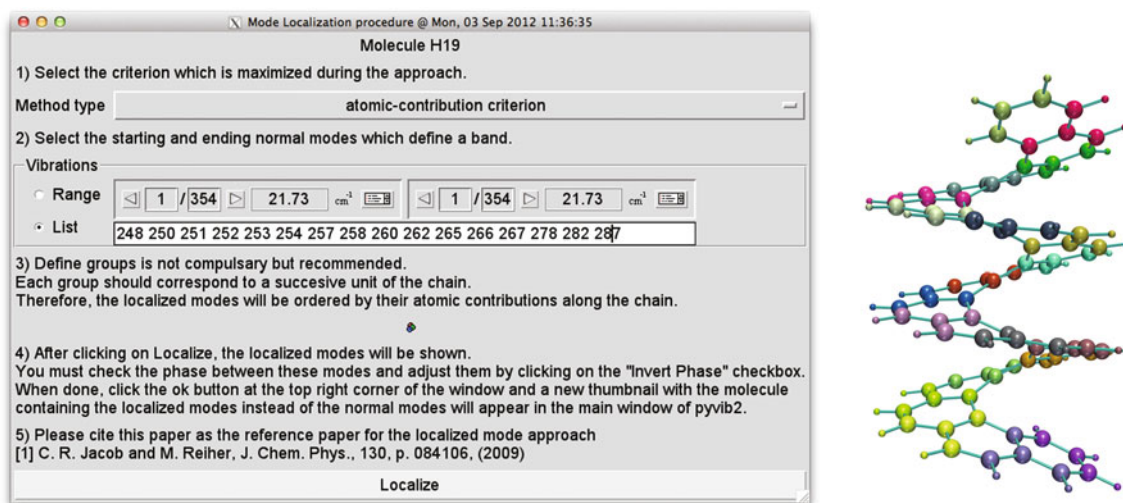 Mode Localization procedure @ Mon, 03 Sep 2012 11:36:35
Molecule H19
1) Select the criterion which is maximized during the approach.
Method type atomic-contribution criterion
2) Select the starting and ending normal modes which define a band.
Vibrations
Range 1 / 354 21.73 cm-1 1 / 354 21.73 cm-1
List 248 250 251 252 253 254 257 258 260 262 265 266 267 278 282 287
3) Define groups is not compulsary but recommended.
Each group should correspond to a succesive unit of the chain.
Therefore, the localized modes will be ordered by their atomic contributions along the chain.
4) After clicking on Localize, the localized modes will be shown.
You must check the phase between these modes and adjust them by clicking on the "Invert Phase" checkbox.
When done, click the ok button at the top right corner of the window and a new thumbnail with the molecule
containing the localized modes instead of the normal modes will appear in the main window of pyvib2.
5) Please cite this paper as the reference paper for the localized mode approach
[1] C. R. Jacob and M. Reiher, J. Chem. Phys., 130, p. 084106, (2009)
Localize